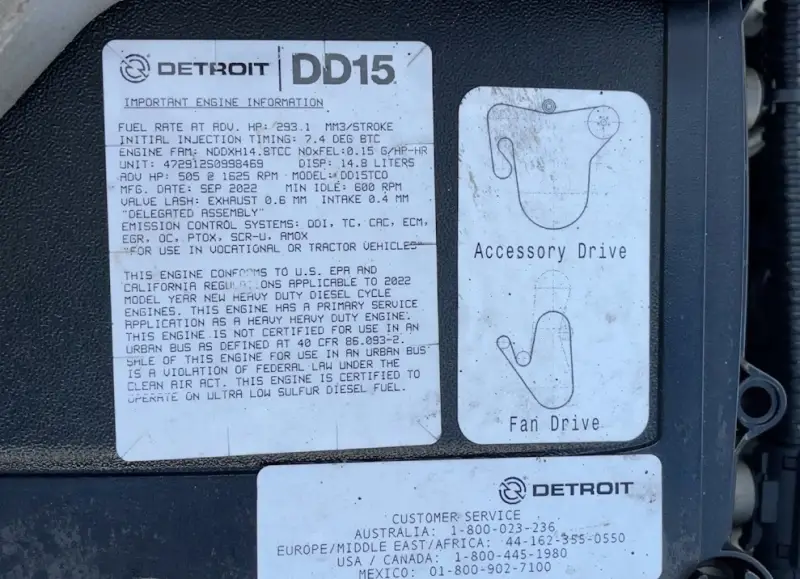 DETROIT DD15
IMPORTANT ENGINE INFORMATION
FUEL RATE AT ADV. HP: 293.1 MM3/STROKE
INITIAL INJECTION TIMING: 7.4 DEG BTC
ENGINE FAM: NDDXH14.8TCC NOxFEL:0.15 G/HP-HR
UNIT: 472912S0998469 DISP: 14.8 LITERS
ADV HP: 505 @ 1625 RPM MODEL: DD15TCO
MFG. DATE: SEP 2022 MIN IDLE: 600 RPM
VALVE LASH: EXHAUST 0.6 MM INTAKE 0.4 MM
"DELEGATED ASSEMBLY"
EMISSION CONTROL SYSTEMS: DDI, TC, CAC, ECM,
EGR, OC, PTOX, SCR-U, AMOX
"FOR USE IN VOCATIONAL OR TRACTOR VEHICLES"
THIS ENGINE CONFORMS TO U.S. EPA AND
CALIFORNIA REGULATIONS APPLICABLE TO 2022
MODEL YEAR NEW HEAVY DUTY DIESEL CYCLE
ENGINES. THIS ENGINE HAS A PRIMARY SERVICE
APPLICATION AS A HEAVY HEAVY DUTY ENGINE.
THIS ENGINE IS NOT CERTIFIED FOR USE IN AN
URBAN BUS AS DEFINED AT 40 CFR 86.093-2.
SALE OF THIS ENGINE FOR USE IN AN URBAN BUS
IS A VIOLATION OF FEDERAL LAW UNDER THE
CLEAN AIR ACT. THIS ENGINE IS CERTIFIED TO
OPERATE ON ULTRA LOW SULFUR DIESEL FUEL.
Accessory Drive
Fan Drive
DETROIT
CUSTOMER SERVICE
AUSTRALIA: 1-800-023-236
EUROPE/MIDDLE EAST/AFRICA: 44-162-355-0550
USA / CANADA: 1-800-445-1980
MEXICO: 01-800-902-7100